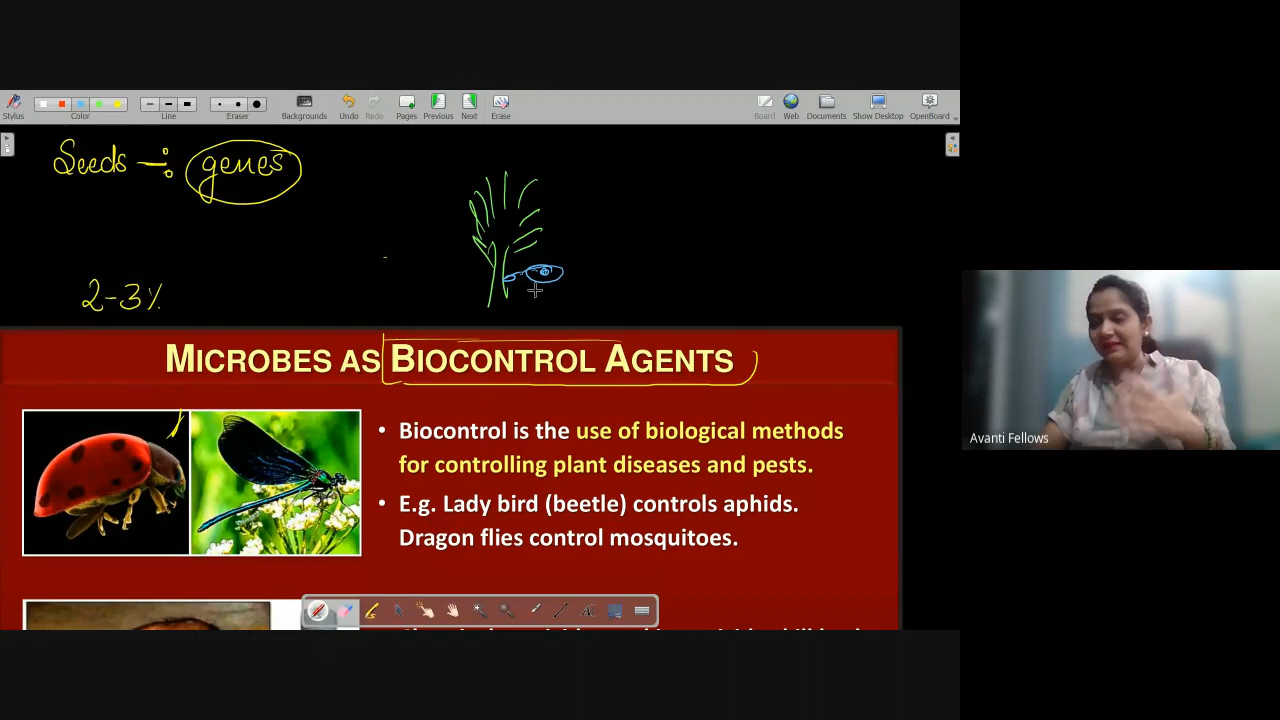 Stylus
Color
Line
Eraser
Backgrounds
Undo
Redo
Pages
Previous
Next
Erase
Board
Web
Documents
Show Desktop
OpenBoard
Seeds -: genes
2-3%
MICROBES AS BIOCONTROL AGENTS
• Biocontrol is the use of biological methods
for controlling plant diseases and pests.
• E.g. Lady bird (beetle) controls aphids.
Dragon flies control mosquitoes.
Avanti Fellows